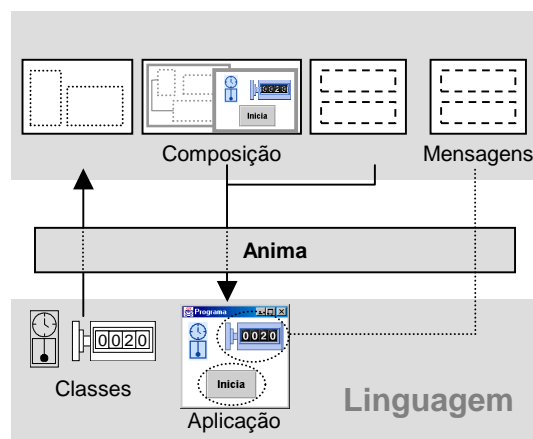 0020
Inicia
Composição
Mensagens
Anima
Programa
0020
0020
Inicia
Classes
Aplicação
Linguagem